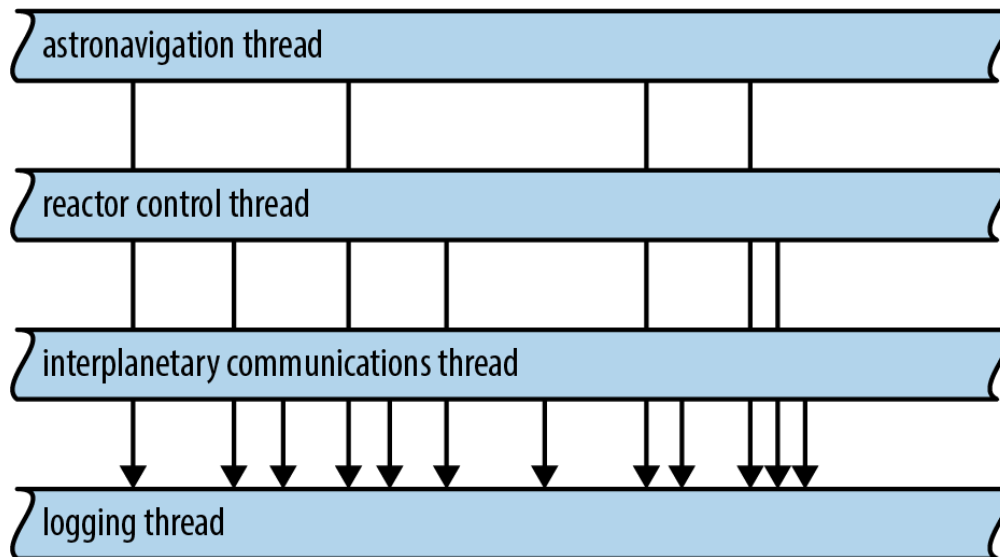 astronavigation thread
reactor control thread
interplanetary communications thread
logging thread